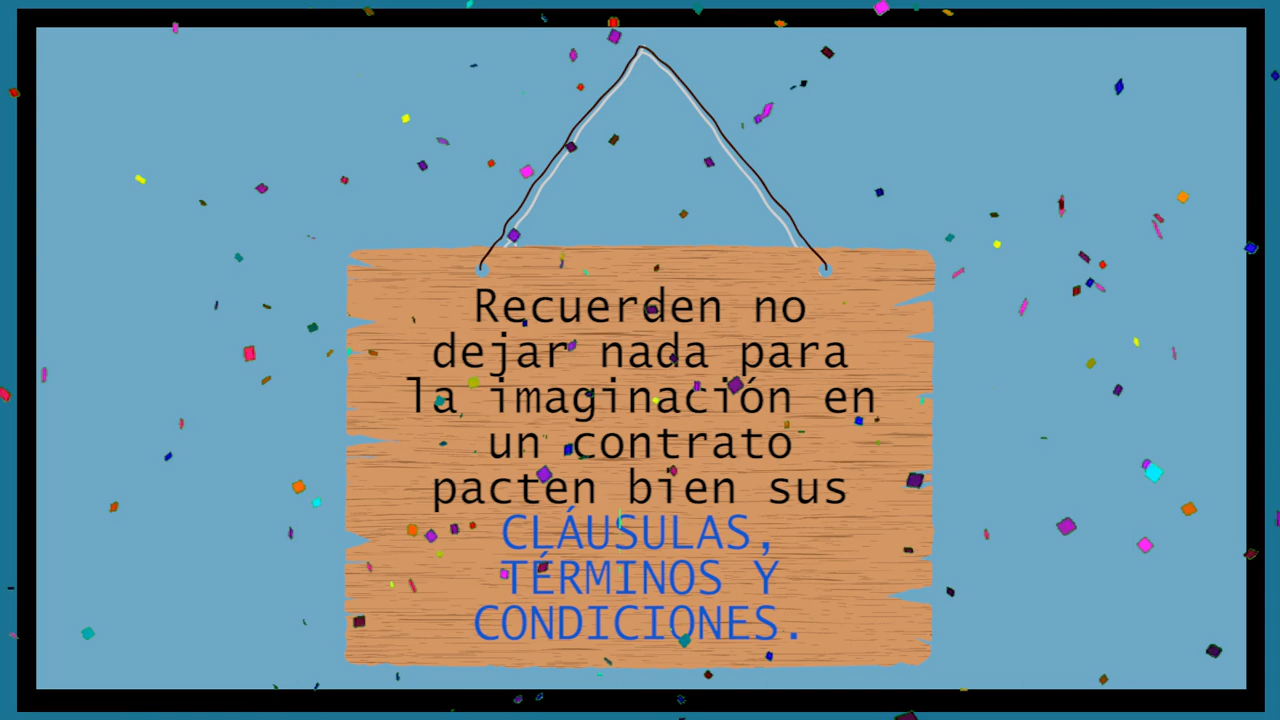 Recuerden no
dejar nada para
la imaginación en
un contrato
pacten bien sus
CLÁUSULAS,
TÉRMINOS Y
CONDICIONES.